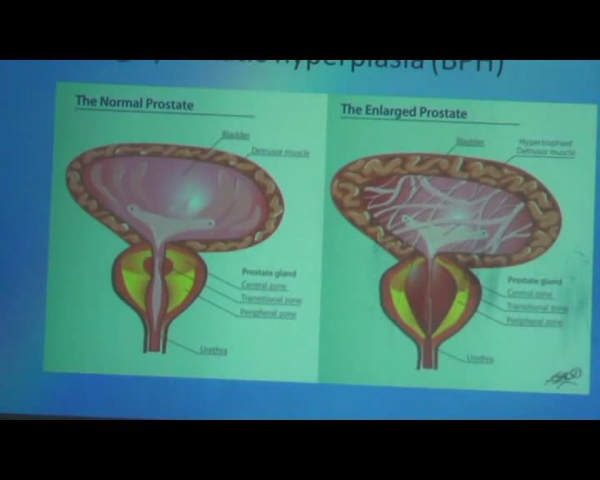 hyperplasia (BPH)
The Normal Prostate
Bladder
Detrusor muscle
Prostate gland
Central zone
Transitional zone
Peripheral zone
Urethra
The Enlarged Prostate
Bladder
Hypertrophied
Detrusor muscle
Prostate gland
Central zone
Transitional zone
Peripheral zone
Urethra